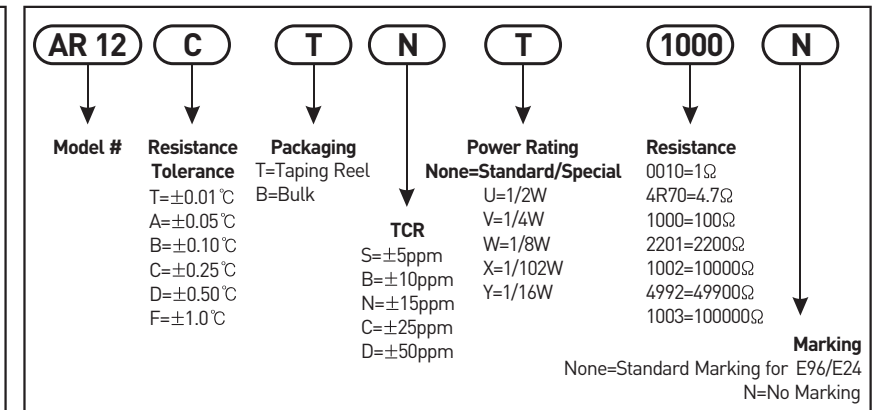 AR 12 C T N T 1000 N
Model #
Resistance
Tolerance
T=±0.01℃
A=±0.05℃
B=±0.10℃
C=±0.25℃
D=±0.50℃
F=±1.0℃
Packaging
T=Taping Reel
B=Bulk
TCR
S=±5ppm
B=±10ppm
N=±15ppm
C=±25ppm
D=±50ppm
Power Rating
None=Standard/Special
U=1/2W
V=1/4W
W=1/8W
X=1/102W
Y=1/16W
Resistance
0010=1Ω
4R70=4.7Ω
1000=100Ω
2201=2200Ω
1002=10000Ω
4992=49900Ω
1003=100000Ω
Marking
None=Standard Marking for E96/E24
N=No Marking